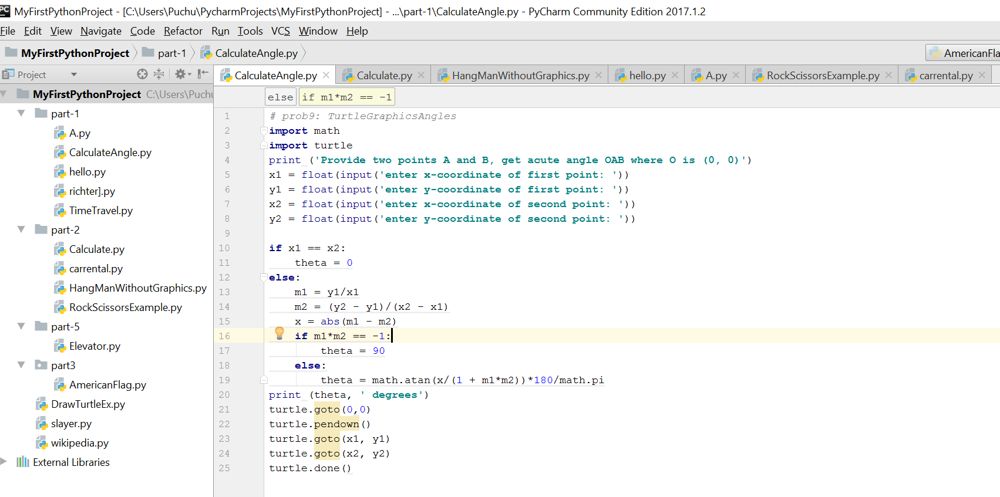 PC MyFirstPythonProject - [C:\Users\Puchu\PycharmProjects\MyFirstPythonProject] - ...\part-1\CalculateAngle.py - PyCharm Community Edition 2017.1.2
File Edit View Navigate Code Refactor Run Tools VCS Window Help
MyFirstPythonProject part-1 CalculateAngle.py AmericanFla
Project
CalculateAngle.py Calculate.py HangManWithoutGraphics.py hello.py A.py RockScissorsExample.py carrental.py
MyFirstPythonProject C:\Users\Puchu
part-1
A.py
CalculateAngle.py
hello.py
richter].py
TimeTravel.py
part-2
Calculate.py
carrental.py
HangManWithoutGraphics.py
RockScissorsExample.py
part-5
Elevator.py
part3
AmericanFlag.py
DrawTurtleEx.py
slayer.py
wikipedia.py
External Libraries
else if m1*m2 == -1
1 # prob9: TurtleGraphicsAngles
2 import math
3 import turtle
4 print ('Provide two points A and B, get acute angle OAB where O is (0, 0)')
5 x1 = float(input('enter x-coordinate of first point: '))
6 y1 = float(input('enter y-coordinate of first point: '))
7 x2 = float(input('enter x-coordinate of second point: '))
8 y2 = float(input('enter y-coordinate of second point: '))
9
10 if x1 == x2:
11     theta = 0
12 else:
13     m1 = y1/x1
14     m2 = (y2 - y1)/(x2 - x1)
15     x = abs(m1 - m2)
16     if m1*m2 == -1:
17         theta = 90
18     else:
19         theta = math.atan(x/(1 + m1*m2))*180/math.pi
20 print (theta, ' degrees')
21 turtle.goto(0,0)
22 turtle.pendown()
23 turtle.goto(x1, y1)
24 turtle.goto(x2, y2)
25 turtle.done()